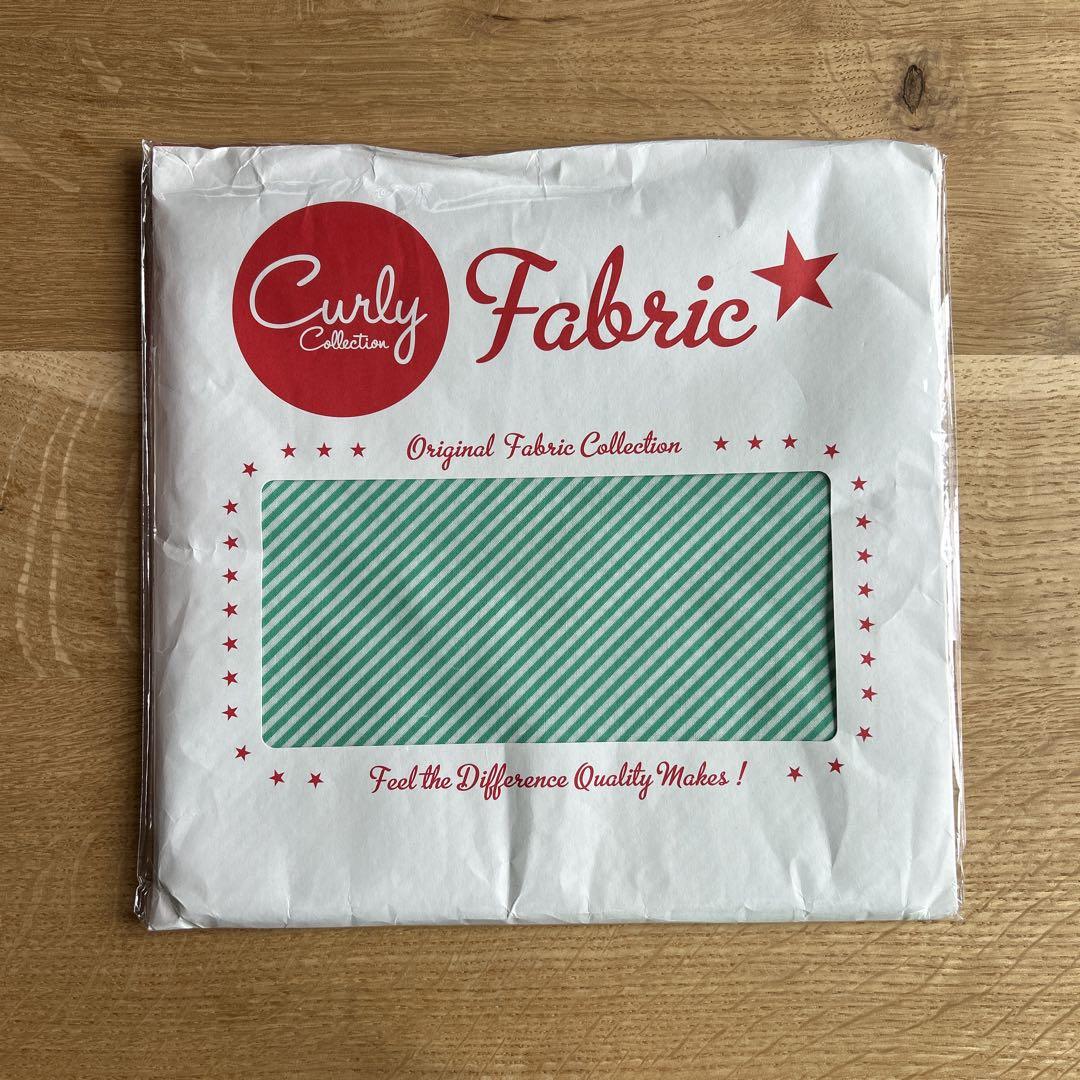 Curly
Collection
Fabric
Original Fabric Collection
Feel the Difference Quality Makes !